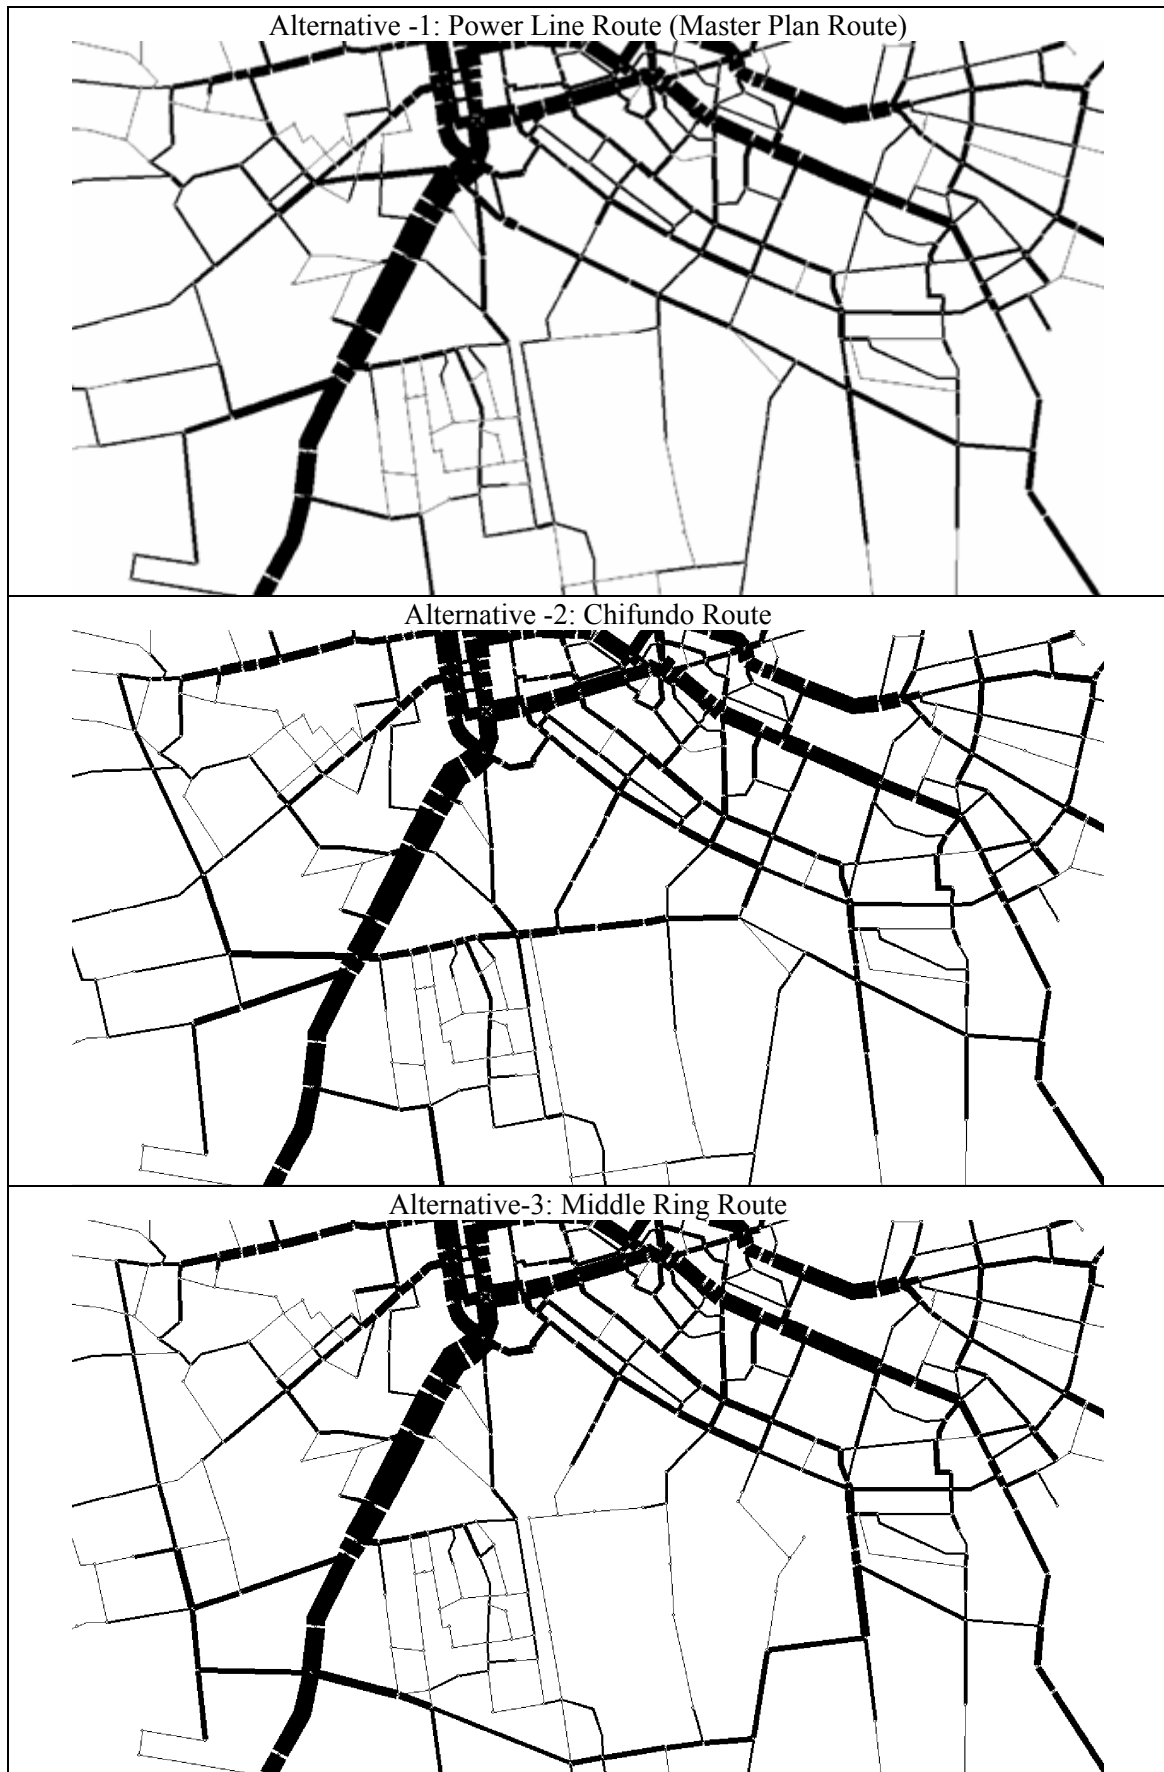 Alternative -1: Power Line Route (Master Plan Route)
Alternative -2: Chifundo Route
Alternative-3: Middle Ring Route